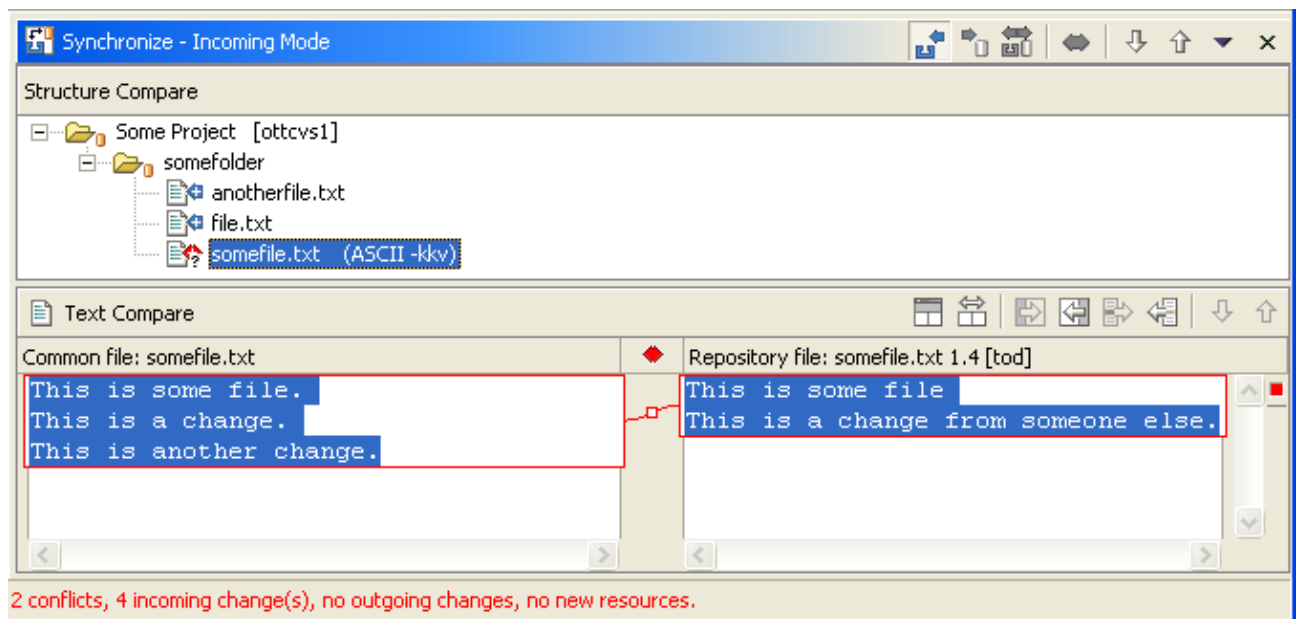 Synchronize - Incoming Mode
Structure Compare
Some Project [ottcvs1]
somefolder
anotherfile.txt
file.txt
somefile.txt (ASCII -kkv)
Text Compare
Common file: somefile.txt
Repository file: somefile.txt 1.4 [tod]
This is some file.
This is a change.
This is another change.
This is some file
This is a change from someone else.
2 conflicts, 4 incoming change(s), no outgoing changes, no new resources.